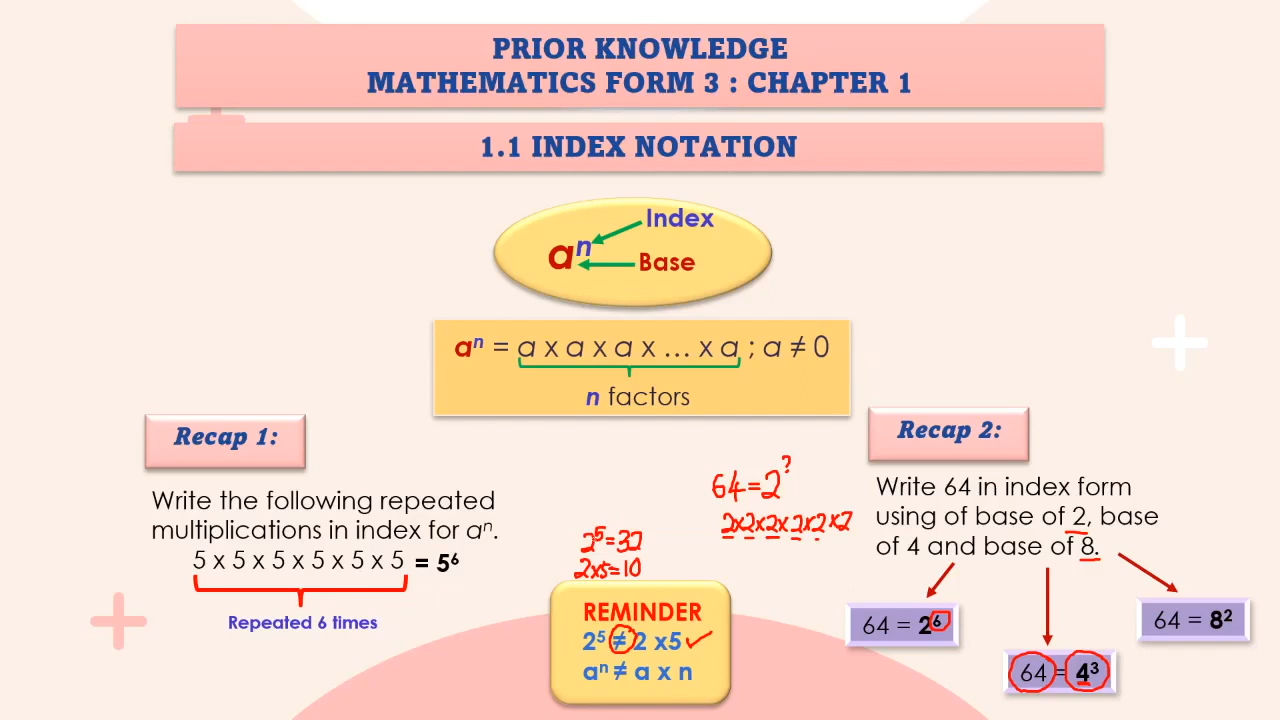 PRIOR KNOWLEDGE
MATHEMATICS FORM 3 : CHAPTER 1
1.1 INDEX NOTATION
aⁿ
Index
Base
aⁿ = a x a x a x ... x a ; a ≠ 0
n factors
Recap 1:
Write the following repeated
multiplications in index for aⁿ.
5 x 5 x 5 x 5 x 5 x 5 x 5 = 5⁶
Repeated 6 times
2⁵=32
2x5=10
REMINDER
2⁵ ≠ 2 x5 ✓
aⁿ ≠ a x n
64=2^?
2x2x2x2x2x2
Recap 2:
Write 64 in index form
using of base of 2, base
of 4 and base of 8.
64 = 2⁶
64 = 4³
64 = 8²